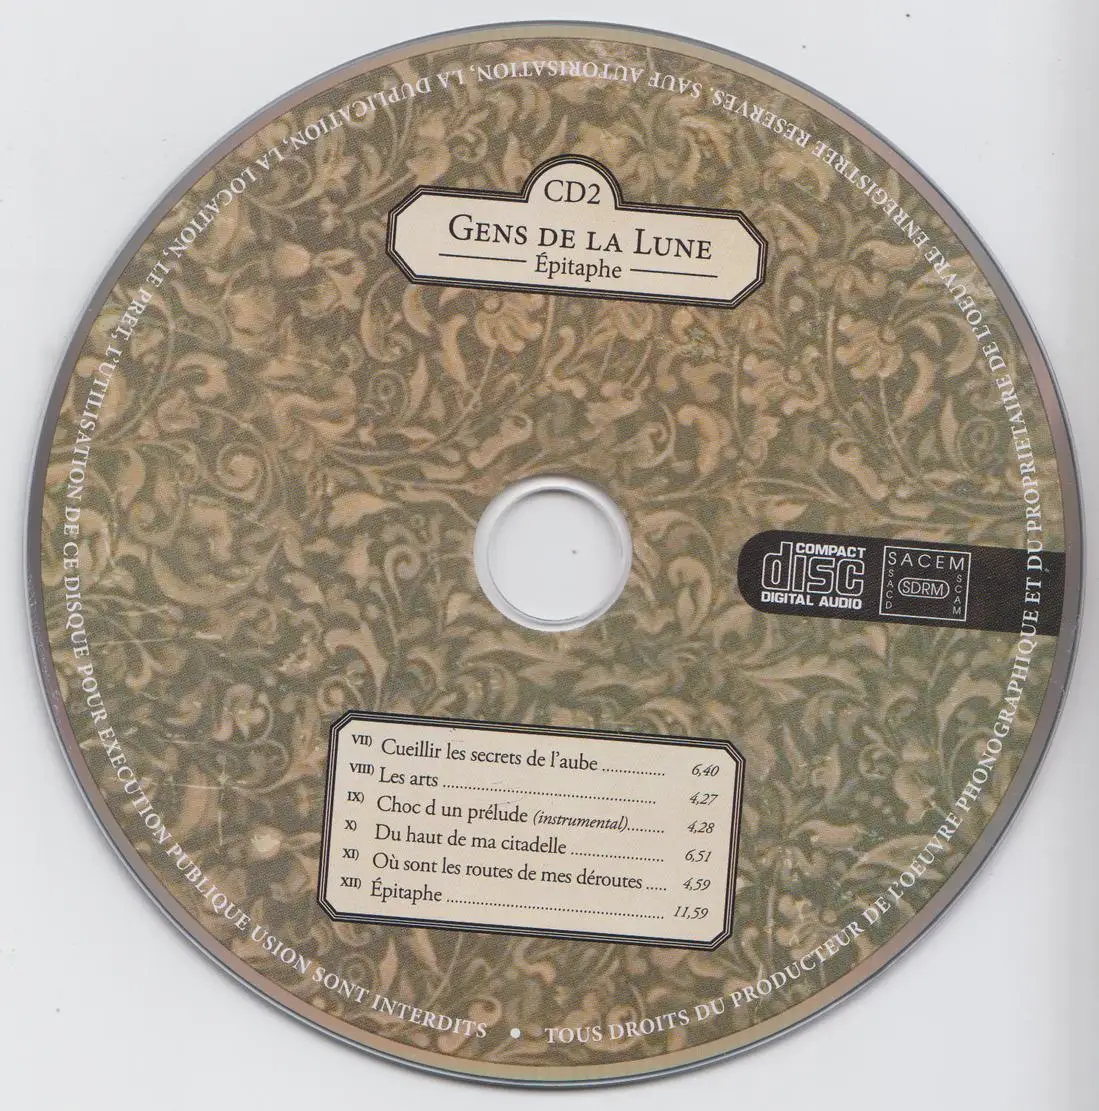 CD2
GENS DE LA LUNE
Épitaphe
COMPACT
disc
DIGITAL AUDIO
SACEM
SACD
SDRM
SCAM
VII) Cueillir les secrets de l'aube .............. 6,40
VIII) Les arts ................................................ 4,27
IX) Choc d un prélude (instrumental)......... 4,28
X) Du haut de ma citadelle ..................... 6,51
XI) Où sont les routes de mes déroutes ..... 4,59
XII) Épitaphe ................................................. 11,59
TOUS DROITS DU PRODUCTEUR DE L'OEUVRE PHONOGRAPHIQUE ET DU PROPRIETAIRE DE L'OEUVRE ENREGISTREE RESERVES. SAUF AUTORISATION, LA DUPLICATION, LA LOCATION, LE PRET, L'UTILISATION DE CE DISQUE POUR EXECUTION PUBLIQUE USION SONT INTERDITS •